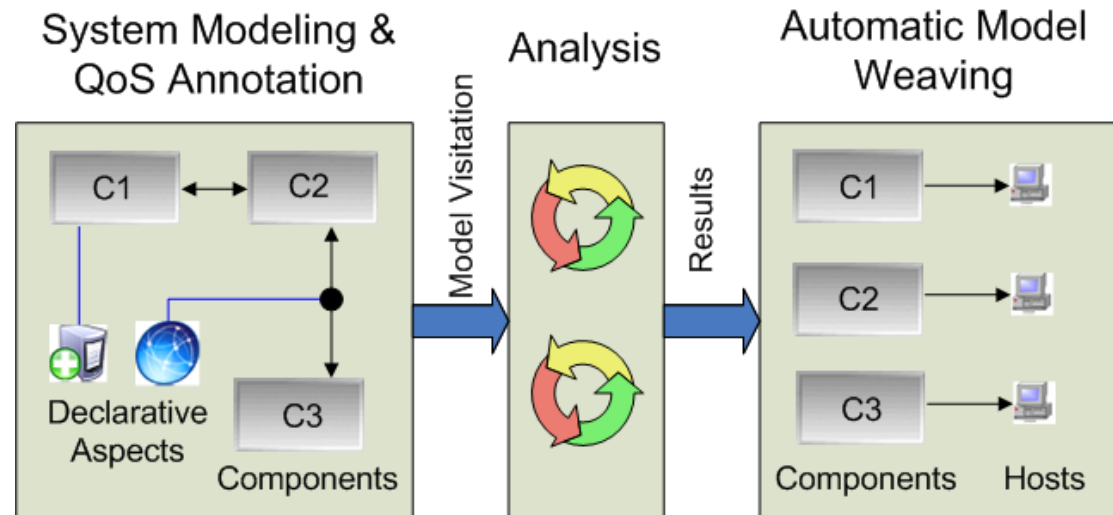 System Modeling &
QoS Annotation
Analysis
Automatic Model
Weaving
C1
C2
C3
Declarative
Aspects
Components
Model Visitation
Results
C1
C2
C3
Components
Hosts